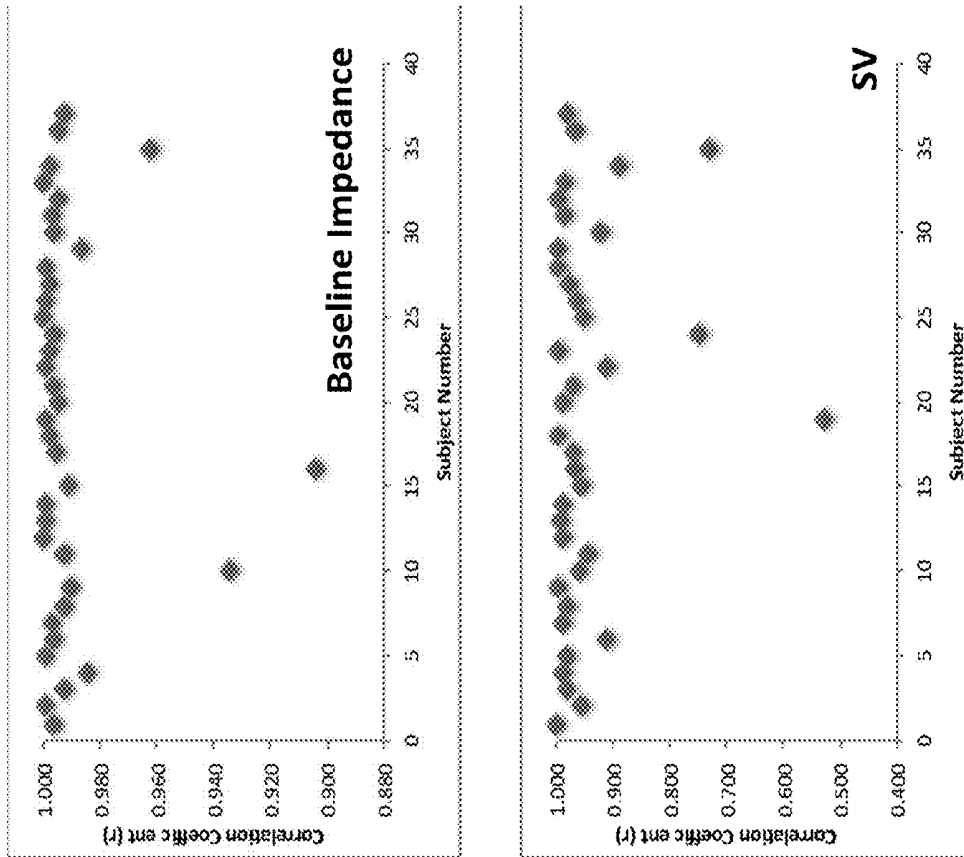 Baseline Impedance
Correlation Coeffic ent (r)
1.000
0.980
0.960
0.940
0.920
0.900
0.880
0 5 10 15 20 25 30 35 40
Subject Number
SV
Correlation Coeffic ent (r)
1.000
0.900
0.800
0.700
0.600
0.500
0.400
0 5 10 15 20 25 30 35 40
Subject Number